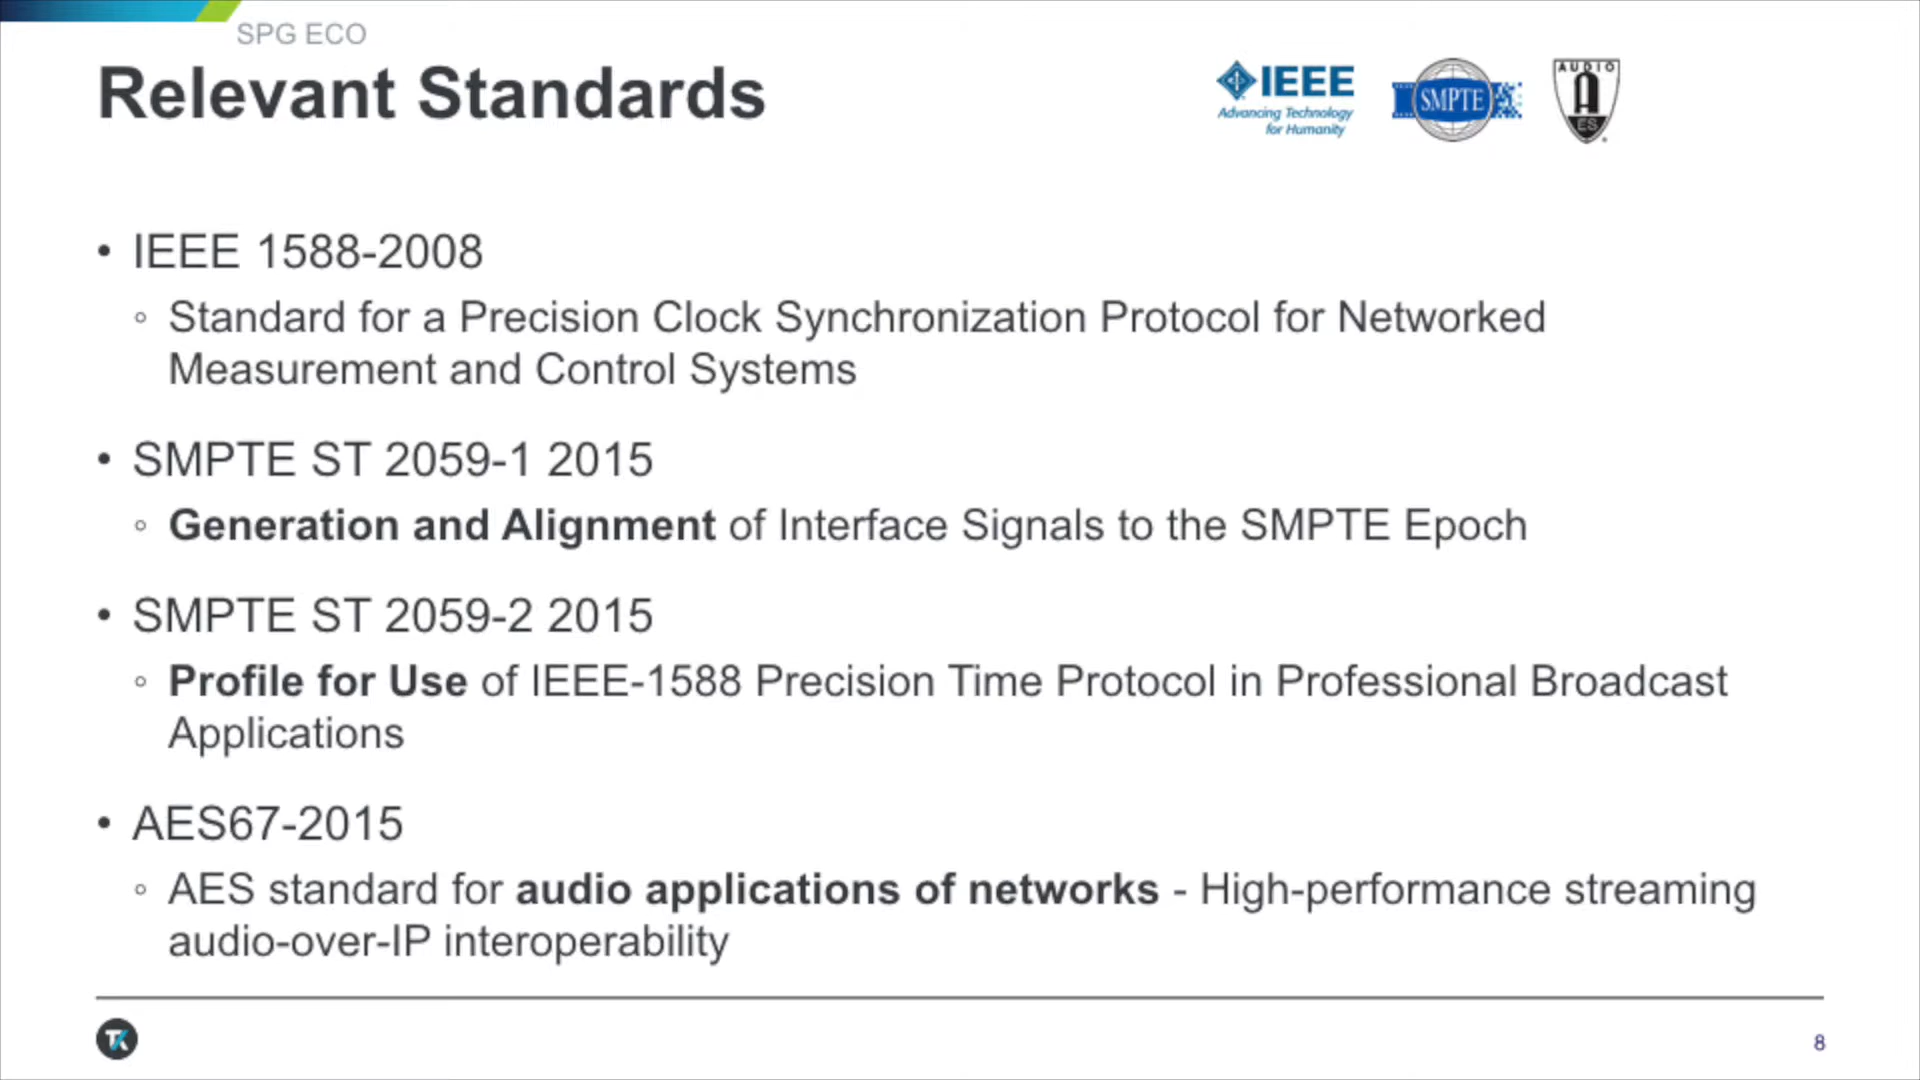 SPG ECO
Relevant Standards
IEEE
Advancing Technology
for Humanity
SMPTE
AUDIO
A
ES
• IEEE 1588-2008
◦ Standard for a Precision Clock Synchronization Protocol for Networked
Measurement and Control Systems
• SMPTE ST 2059-1 2015
◦ Generation and Alignment of Interface Signals to the SMPTE Epoch
• SMPTE ST 2059-2 2015
◦ Profile for Use of IEEE-1588 Precision Time Protocol in Professional Broadcast
Applications
• AES67-2015
◦ AES standard for audio applications of networks - High-performance streaming
audio-over-IP interoperability
TK
8